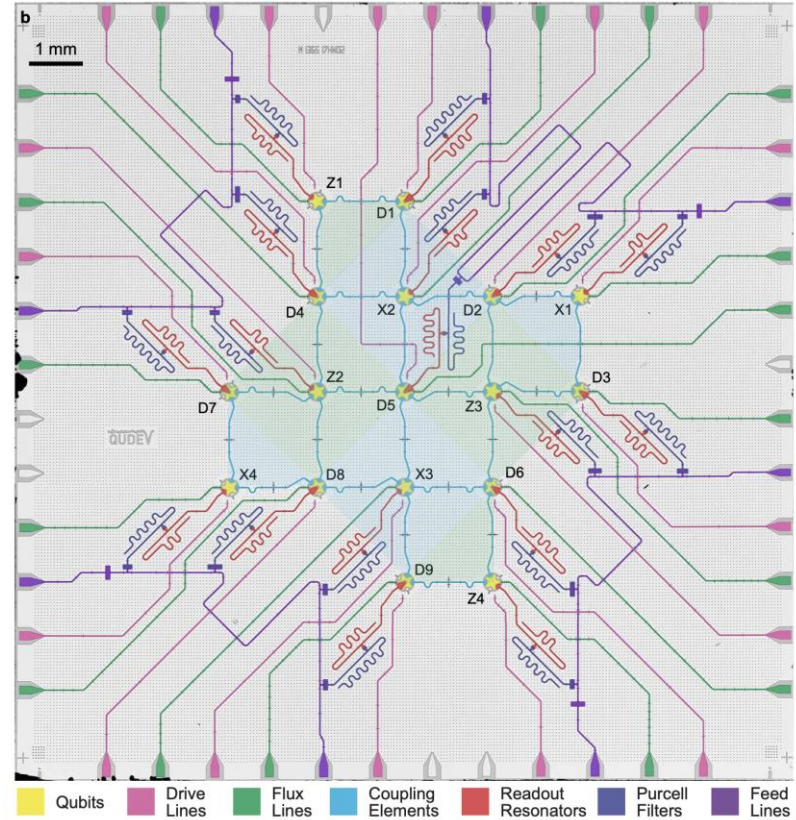 b
1 mm
Z1
D1
D4
X2
D2
X1
D7
Z2
D5
Z3
D3
QUDEV
X4
D8
X3
D6
D9
Z4
Qubits
Drive
Lines
Flux
Lines
Coupling
Elements
Readout
Resonators
Purcell
Filters
Feed
Lines